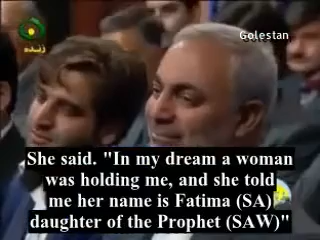 Golestan
زنده
She said. "In my dream a woman
was holding me, and she told
me her name is Fatima (SA)
daughter of the Prophet (SAW)"